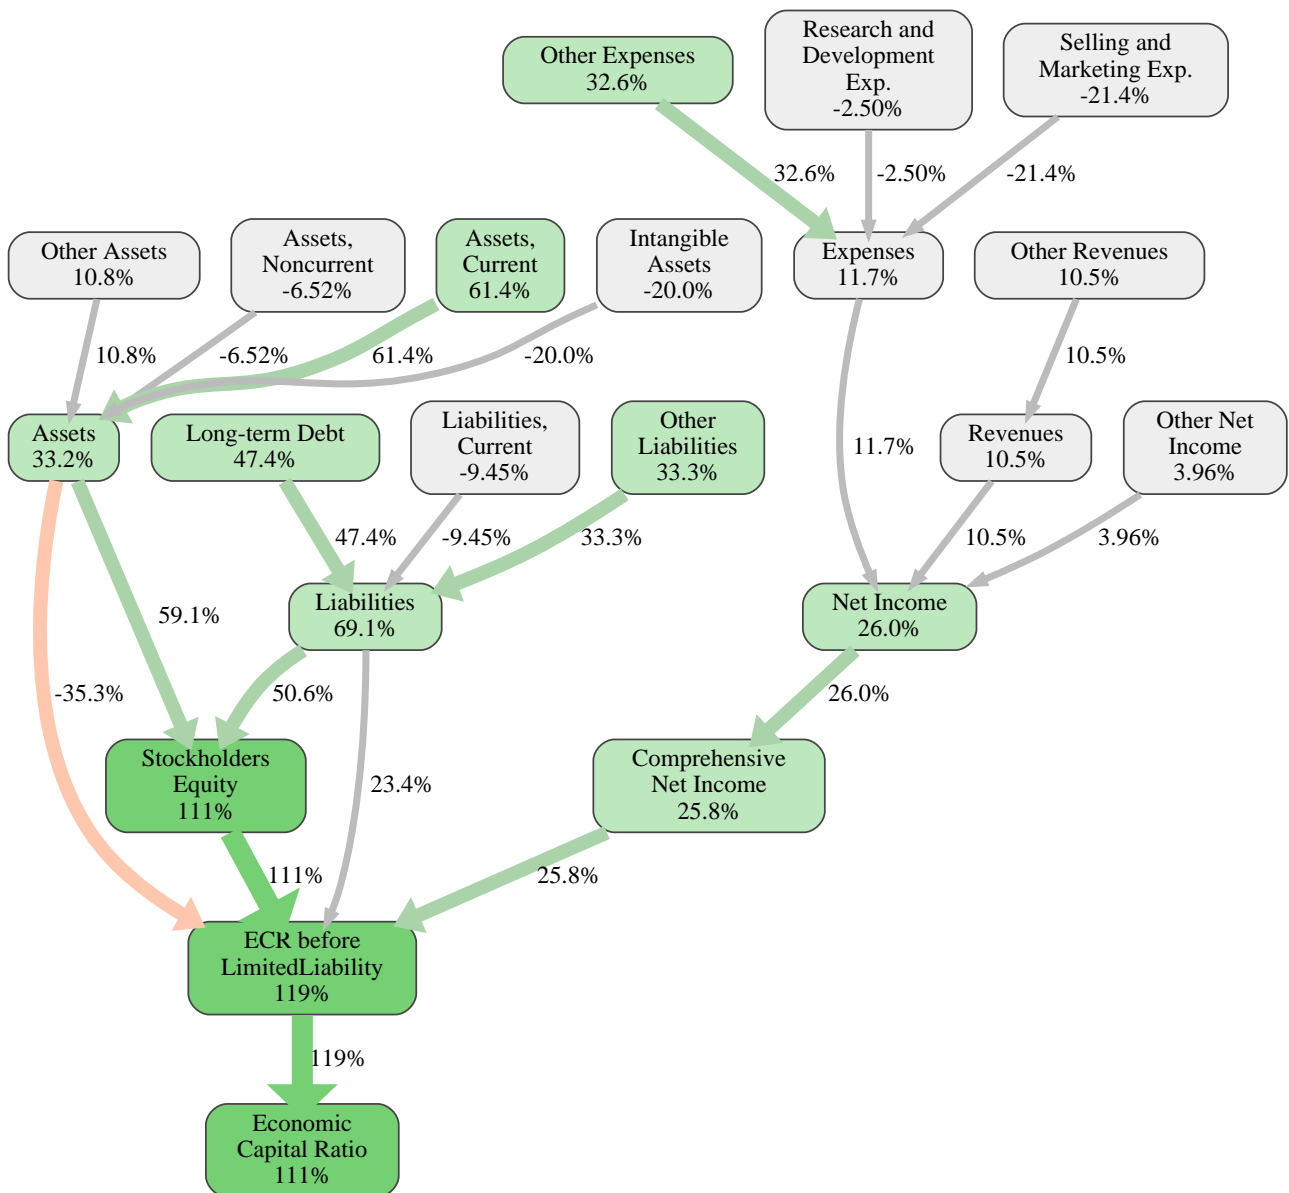 Other Expenses
32.6%
Research and
Development
Exp.
-2.50%
Selling and
Marketing Exp.
-21.4%
32.6%
-2.50%
-21.4%
Other Assets
10.8%
Assets,
Noncurrent
-6.52%
Assets,
Current
61.4%
Intangible
Assets
-20.0%
Expenses
11.7%
Other Revenues
10.5%
10.8%
-6.52%
61.4%
-20.0%
10.5%
Assets
33.2%
Long-term Debt
47.4%
Liabilities,
Current
-9.45%
Other
Liabilities
33.3%
11.7%
Revenues
10.5%
Other Net
Income
3.96%
47.4%
-9.45%
33.3%
10.5%
3.96%
59.1%
Liabilities
69.1%
Net Income
26.0%
-35.3%
50.6%
26.0%
Stockholders
Equity
111%
23.4%
Comprehensive
Net Income
25.8%
111%
25.8%
ECR before
LimitedLiability
119%
119%
Economic
Capital Ratio
111%